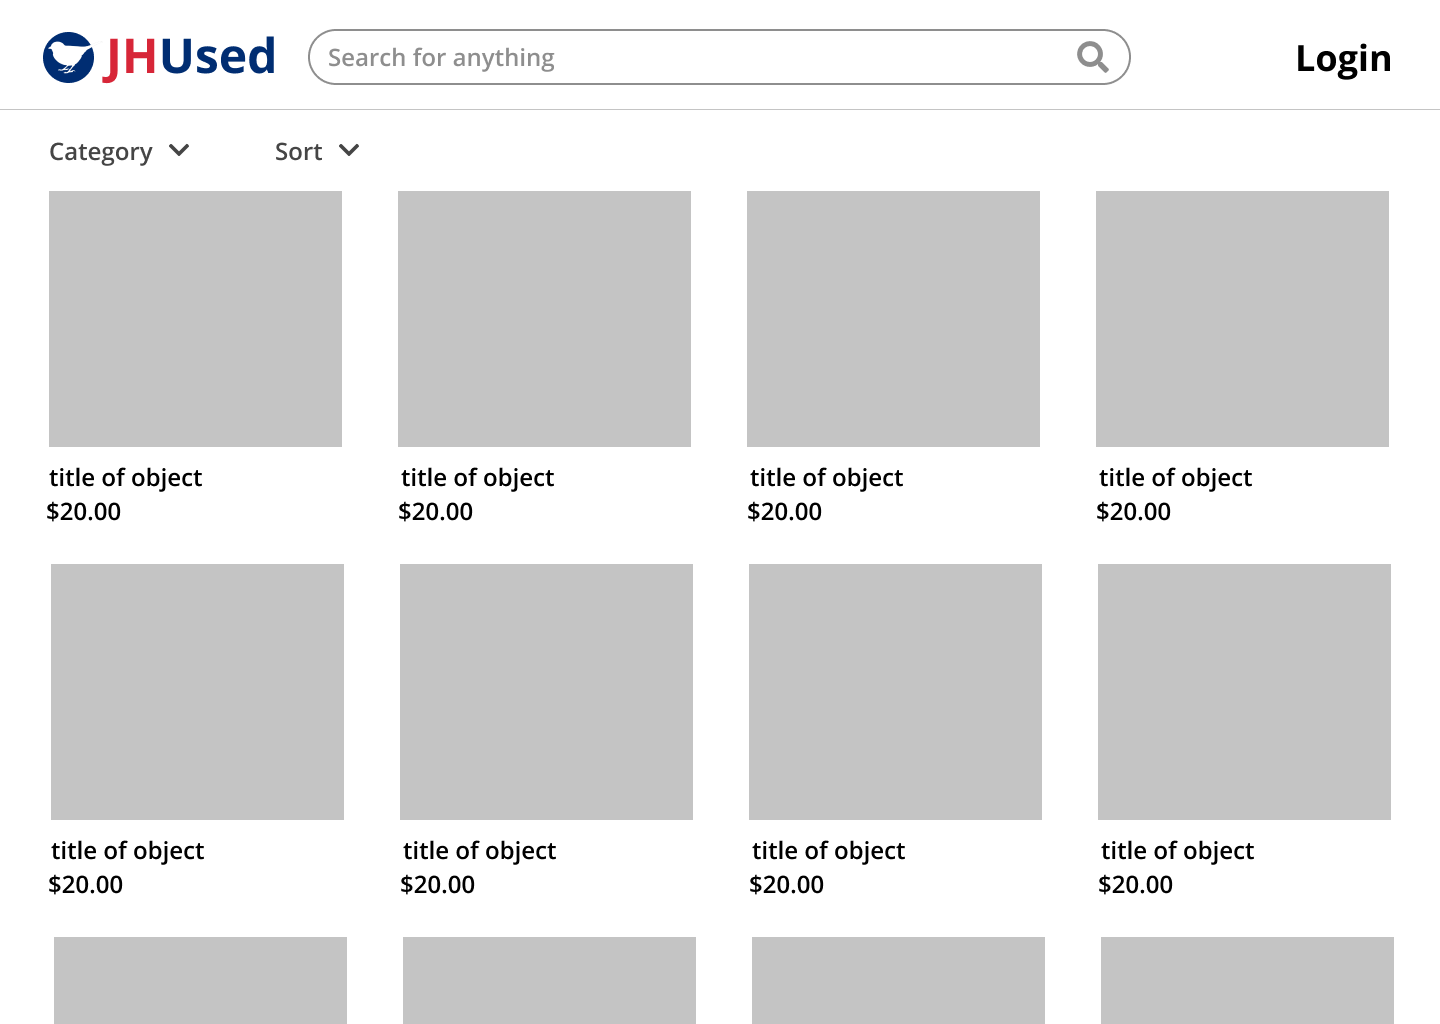 JHUsed
Search for anything
Login
Category
Sort
title of object
$20.00
title of object
$20.00
title of object
$20.00
title of object
$20.00
title of object
$20.00
title of object
$20.00
title of object
$20.00
title of object
$20.00